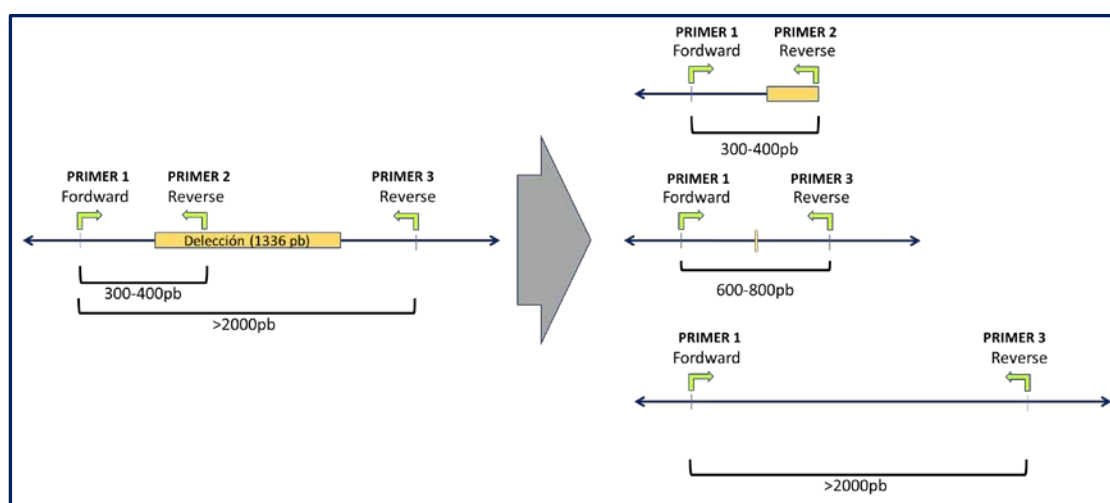 PRIMER 1
Fordward
PRIMER 2
Reverse
PRIMER 3
Reverse
Delección (1336 pb)
300-400pb
>2000pb
PRIMER 1
Fordward
PRIMER 2
Reverse
300-400pb
PRIMER 1
Fordward
PRIMER 3
Reverse
600-800pb
PRIMER 1
Fordward
PRIMER 3
Reverse
>2000pb